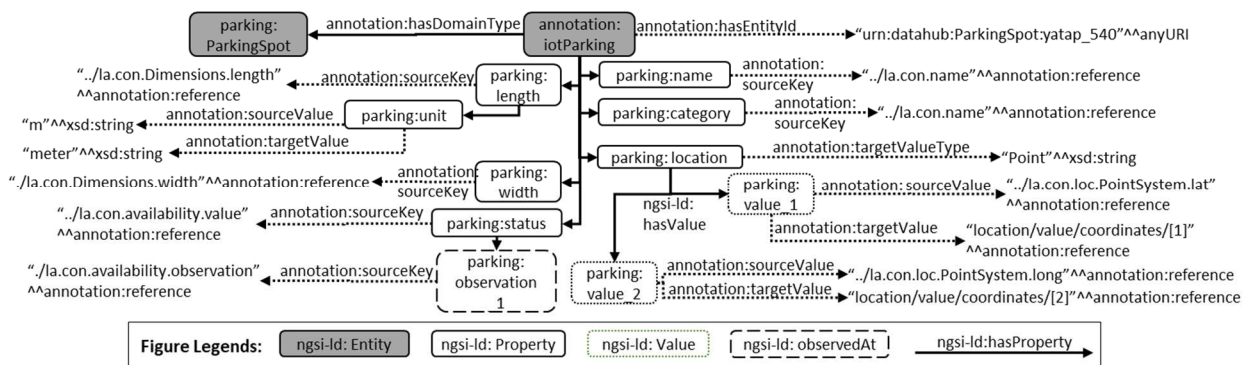 parking:
ParkingSpot
annotation:hasDomainType
annotation:
iotParking
annotation:hasEntityId
“urn:datahub:ParkingSpot:yatap_540”^^anyURI
“../la.con.Dimensions.length”
^^annotation:reference
annotation:sourceKey
parking:
length
parking:name
annotation:
sourceKey
“../la.con.name”^^annotation:reference
“m”^^xsd:string
annotation:sourceValue
parking:unit
parking:category
annotation:
sourceKey
“../la.con.name”^^annotation:reference
“meter”^^xsd:string
annotation:targetValue
parking:location
annotation:targetValueType
“Point”^^xsd:string
“./la.con.Dimensions.width”^^annotation:reference
annotation:
sourceKey
parking:
width
ngsi-ld:
hasValue
parking:
value_1
annotation:sourceValue
“../la.con.loc.PointSystem.lat”
^^annotation:reference
“../la.con.availability.value”
^^annotation:reference
annotation:sourceKey
parking:status
annotation:targetValue
“location/value/coordinates/[1]”
^^annotation:reference
“./la.con.availability.observation”
^^annotation:reference
annotation:sourceKey
parking:
observation
1
parking:
value_2
annotation:sourceValue
“../la.con.loc.PointSystem.long”^^annotation:reference
annotation:targetValue
“location/value/coordinates/[2]”^^annotation:reference
Figure Legends:
ngsi-ld: Entity
ngsi-ld: Property
ngsi-ld: Value
ngsi-ld: observedAt
ngsi-ld:hasProperty